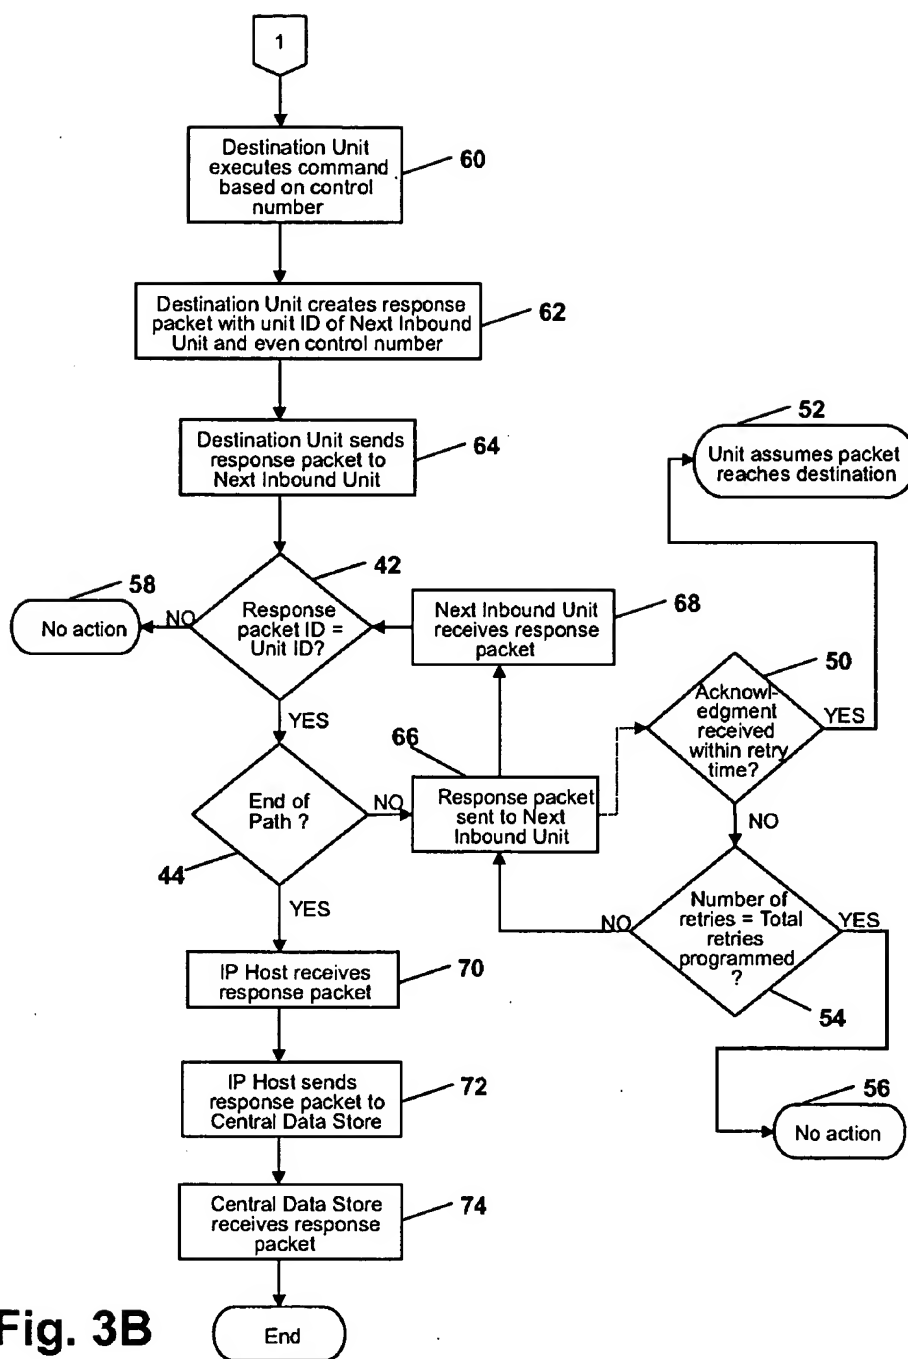 1
Destination Unit
executes command
based on control
number
60
Destination Unit creates response
packet with unit ID of Next Inbound
Unit and even control number
62
Destination Unit sends
response packet to
Next Inbound Unit
64
52
Unit assumes packet
reaches destination
58
No action
NO
42
Response
packet ID =
Unit ID?
Next Inbound Unit
receives response
packet
68
50
Acknowl-
edgment
received
within retry
time?
YES
YES
66
End of
Path ?
NO
Response packet
sent to Next
Inbound Unit
NO
44
YES
Number of
retries = Total
retries
programmed
?
NO
YES
54
IP Host receives
response packet
70
IP Host sends
response packet to
Central Data Store
72
56
No action
Central Data Store
receives response
packet
74
End
Fig. 3B